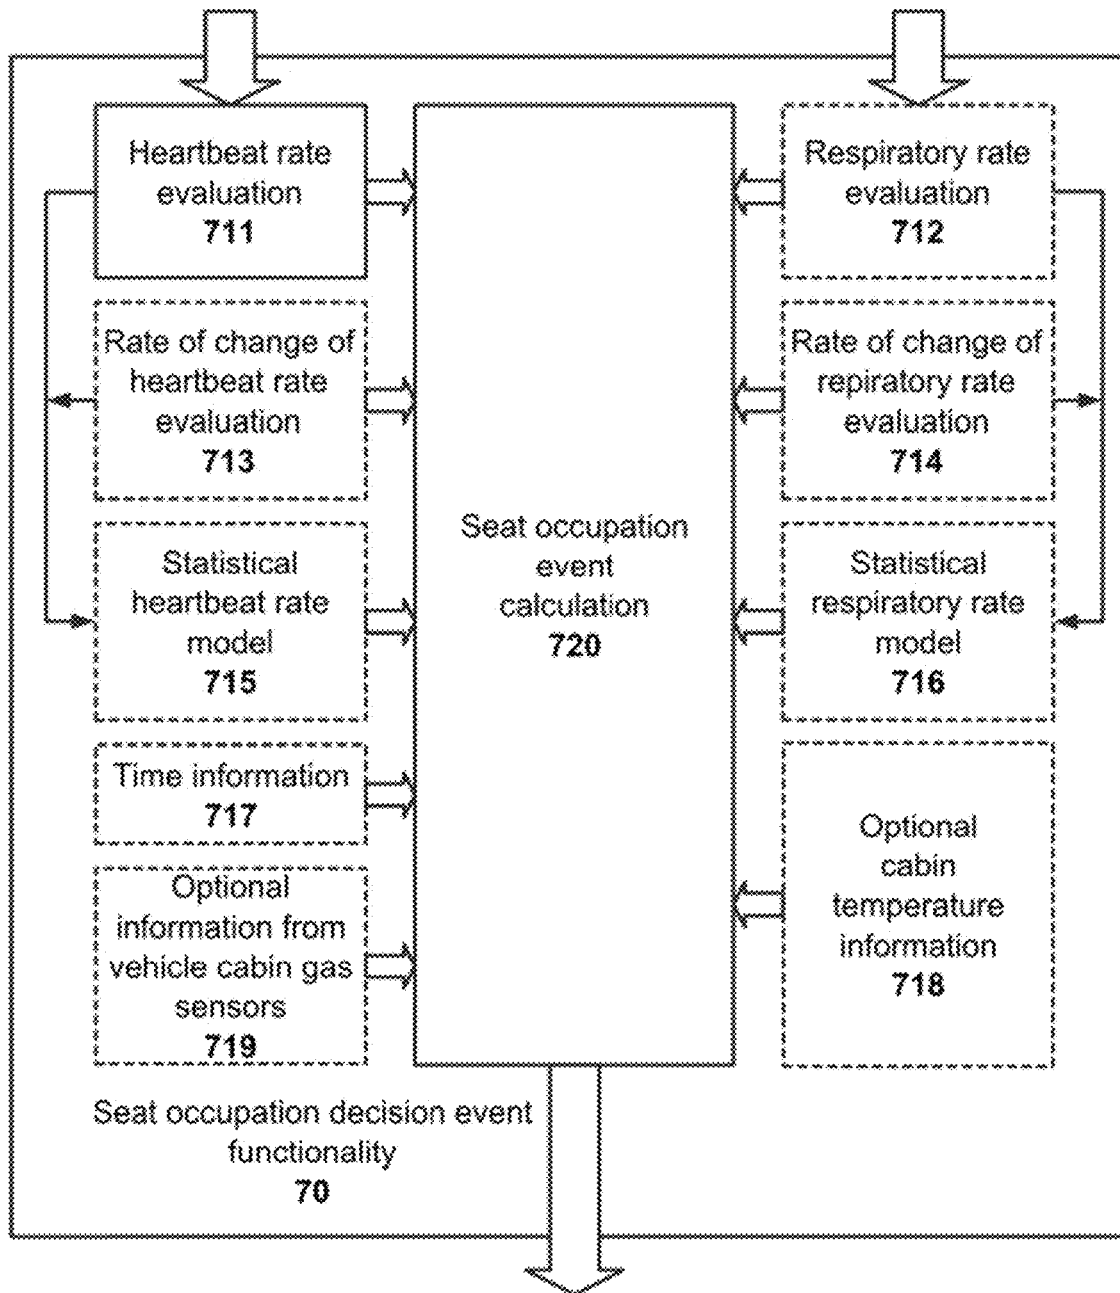 Heartbeat rate
evaluation
711
Respiratory rate
evaluation
712
Rate of change of
heartbeat rate
evaluation
713
Rate of change of
repiratory rate
evaluation
714
Seat occupation
event
calculation
720
Statistical
heartbeat rate
model
715
Statistical
respiratory rate
model
716
Time information
717
Optional
cabin
temperature
information
718
Optional
information from
vehicle cabin gas
sensors
719
Seat occupation decision event
functionality
70